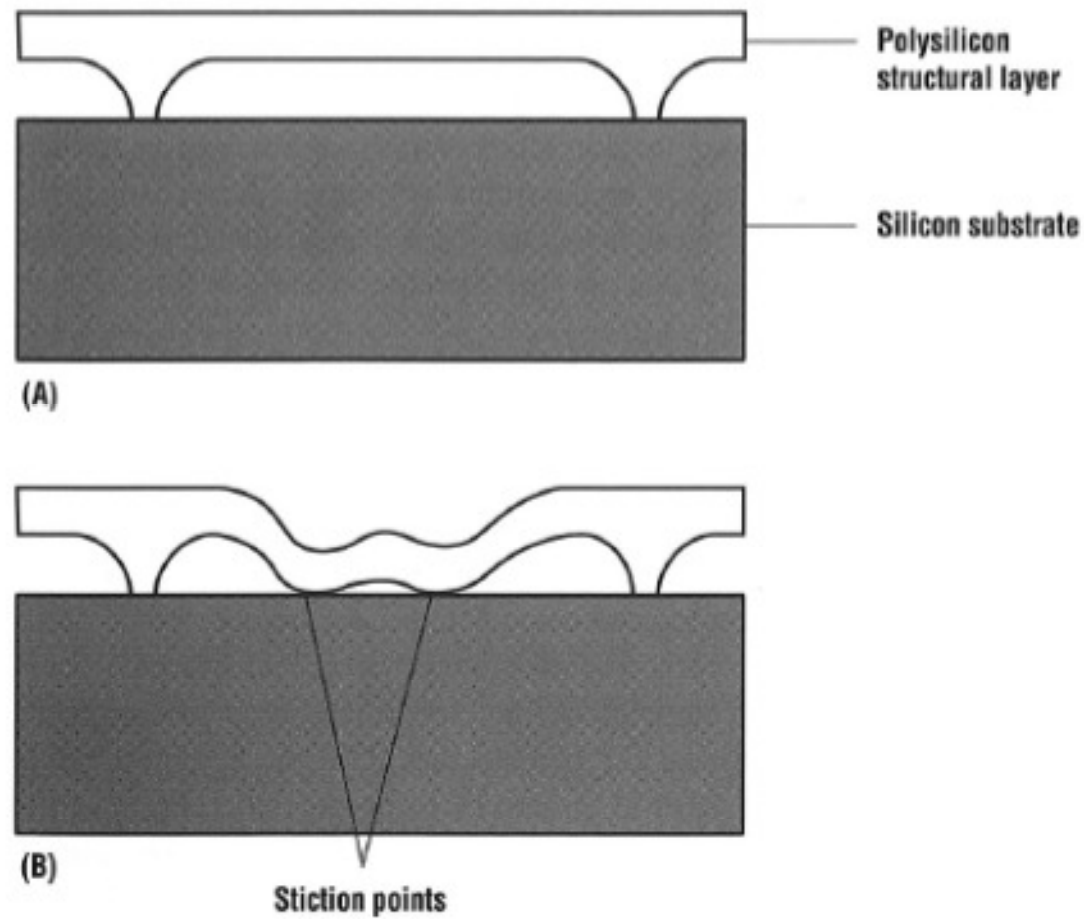 Polysilicon
structural layer
Silicon substrate
(A)
(B)
Stiction points